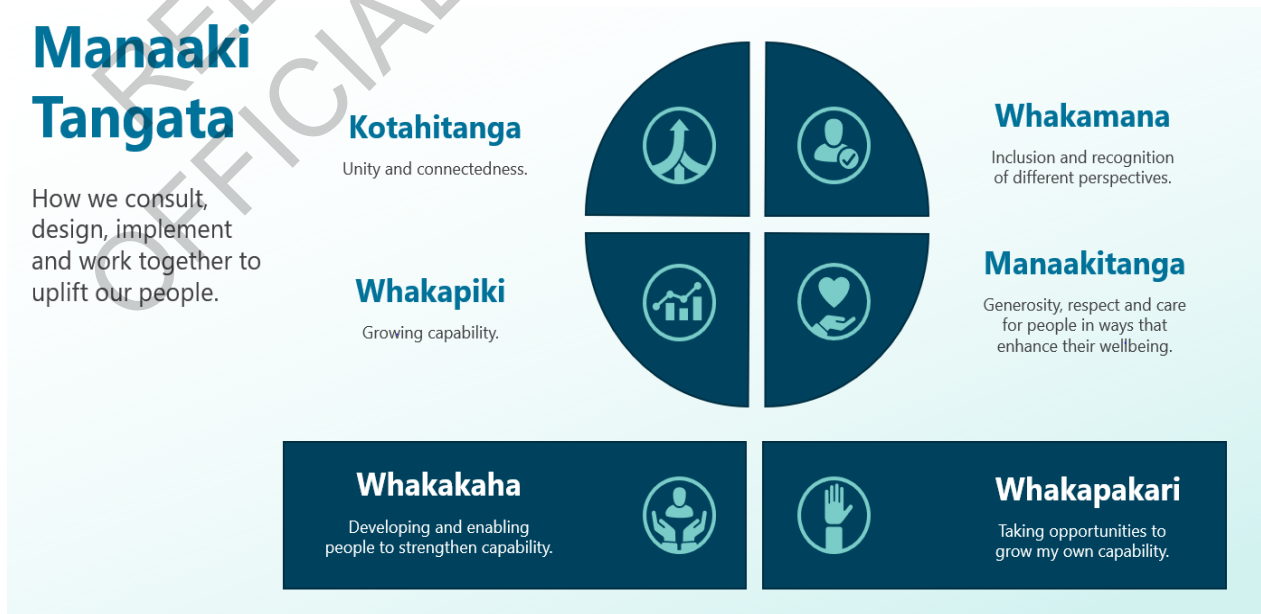 Manaaki
Tangata
How we consult,
design, implement
and work together to
uplift our people.
Kotahitanga
Unity and connectedness.
Whakapiki
Growing capability.
Whakamana
Inclusion and recognition
of different perspectives.
Manaakitanga
Generosity, respect and care
for people in ways that
enhance their wellbeing.
Whakakaha
Developing and enabling
people to strengthen capability.
Whakapakari
Taking opportunities to
grow my own capability.
OFFICIAL